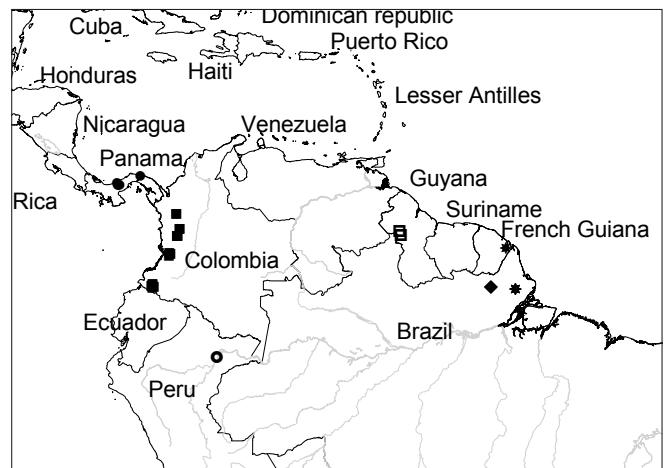 Dominican republic
Cuba
Puerto Rico
Haiti
Honduras
Lesser Antilles
Nicaragua
Venezuela
Panama
Guyana
Rica
Suriname
French Guiana
Colombia
Ecuador
Brazil
Peru